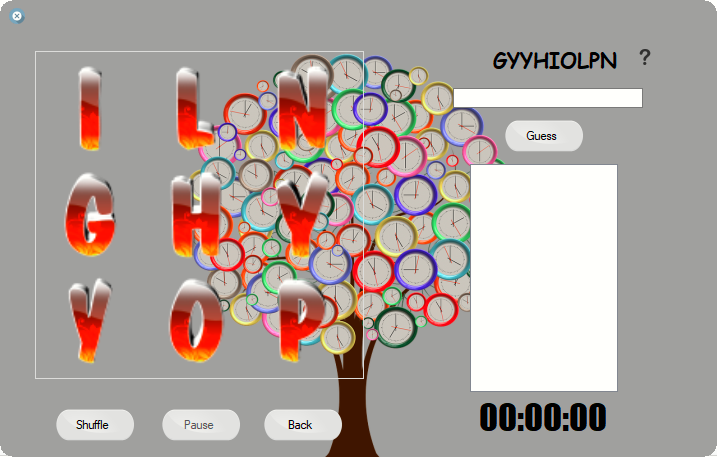 GYYHIOLPN ?
I L N
G H Y
Y O P
Guess
Shuffle Pause Back
00:00:00